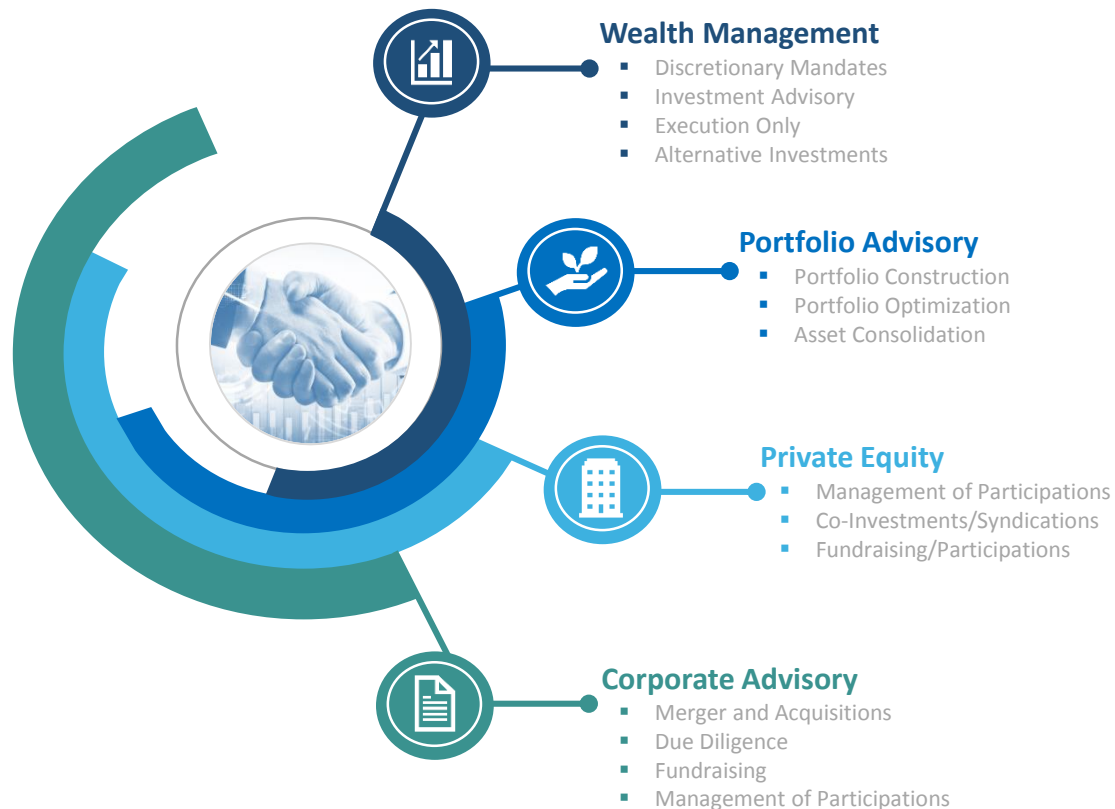 Wealth Management
▪ Discretionary Mandates
▪ Investment Advisory
▪ Execution Only
▪ Alternative Investments
Portfolio Advisory
▪ Portfolio Construction
▪ Portfolio Optimization
▪ Asset Consolidation
Private Equity
▪ Management of Participations
▪ Co-Investments/Syndications
▪ Fundraising/Participations
Corporate Advisory
▪ Merger and Acquisitions
▪ Due Diligence
▪ Fundraising
▪ Management of Participations